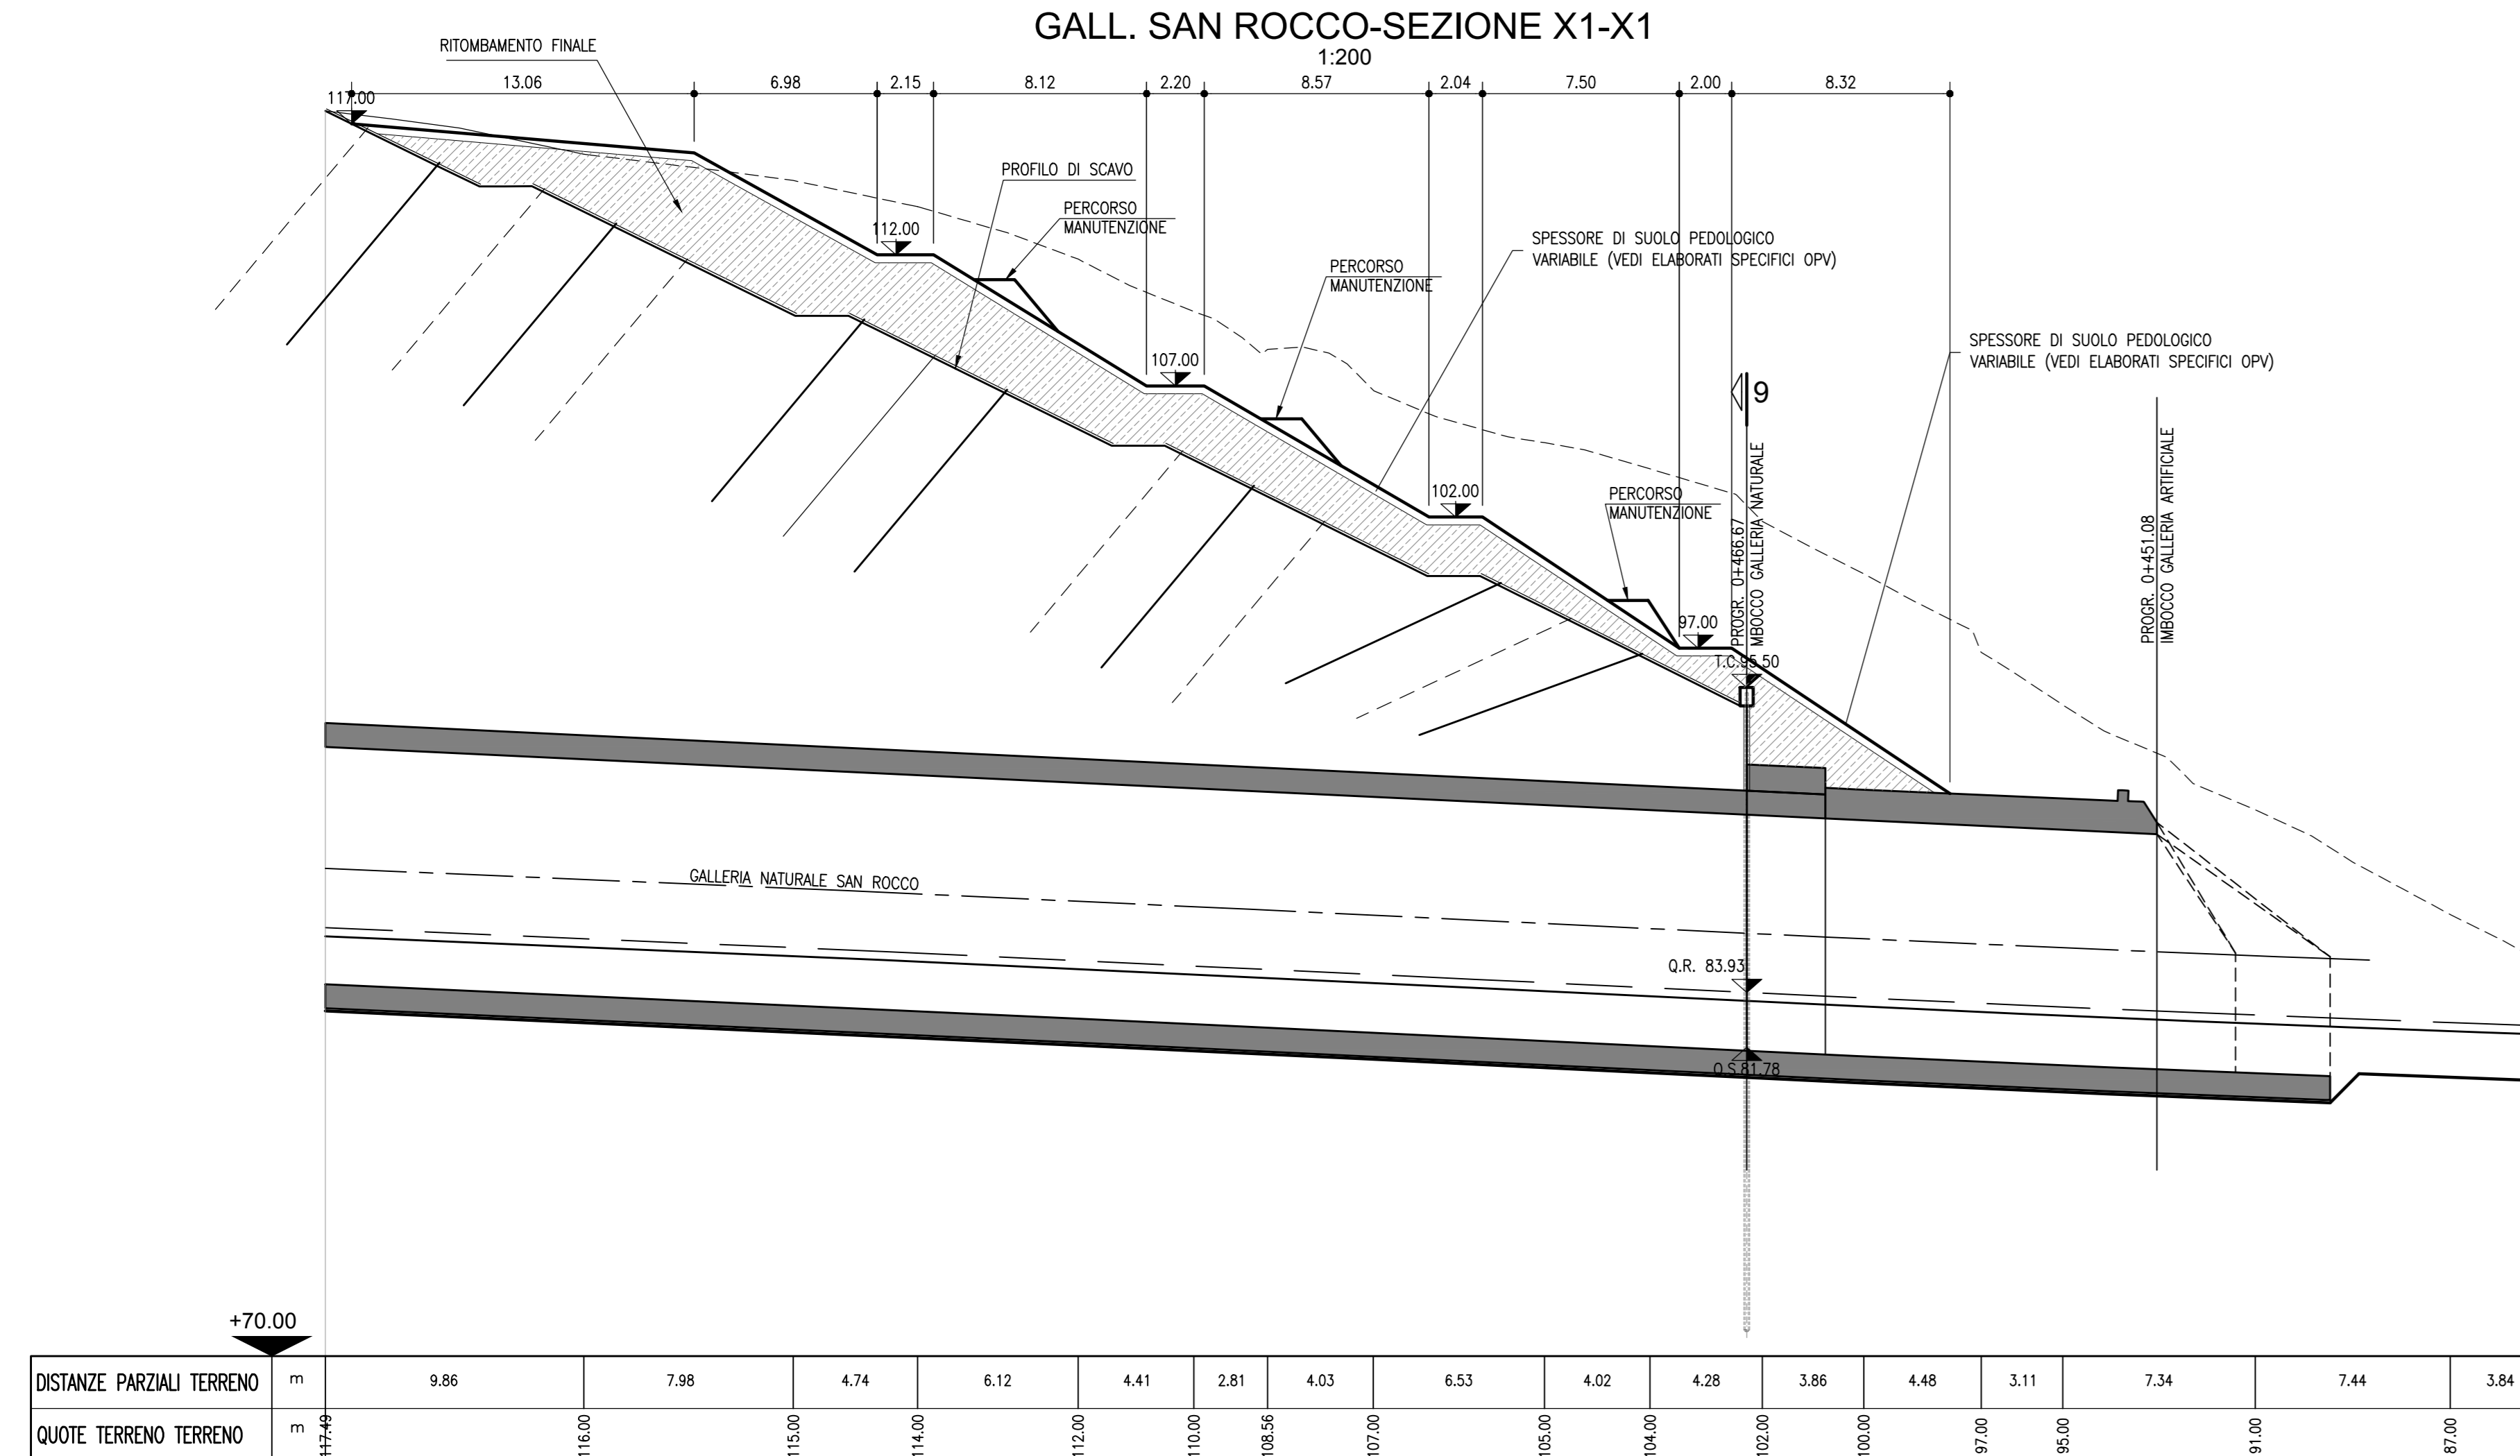 GALL. SAN ROCCO-SEZIONE X1-X1
1:200
RITOMBAMENTO FINALE
13.06
6.98
2.15
8.12
2.20
8.57
2.04
7.50
2.00
8.32
117.00
PROFILO DI SCAVO
PERCORSO
MANUTENZIONE
112.00
SPESSORE DI SUOLO PEDOLOGICO
VARIABILE (VEDI ELABORATI SPECIFICI OPV)
PERCORSO
MANUTENZIONE
107.00
SPESSORE DI SUOLO PEDOLOGICO
VARIABILE (VEDI ELABORATI SPECIFICI OPV)
9
102.00
PERCORSO
MANUTENZIONE
PROGR. 0+466.67
MBOCCO GALLERIA NATURALE
PROGR. 0+451.08
IMBOCCO GALLERIA ARTIFICIALE
97.00
T.C.95.50
GALLERIA NATURALE SAN ROCCO
Q.R. 83.93
Q.S.81.78
+70.00
DISTANZE PARZIALI TERRENO m 9.86 7.98 4.74 6.12 4.41 2.81 4.03 6.53 4.02 4.28 3.86 4.48 3.11 7.34 7.44 3.84
QUOTE TERRENO TERRENO m 117.49 116.00 115.00 114.00 112.00 110.00 108.56 107.00 105.00 104.00 102.00 100.00 97.00 95.00 91.00 87.00